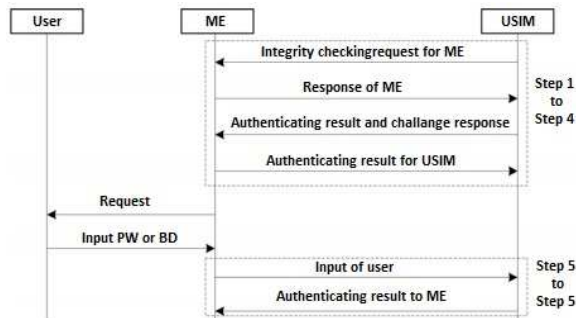 User
ME
USIM
Integrity checkingrequest for ME
Response of ME
Step 1
to
Step 4
Authenticating result and challange response
Authenticating result for USIM
Request
Input PW or BD
Input of user
Step 5
to
Step 5
Authenticating result to ME